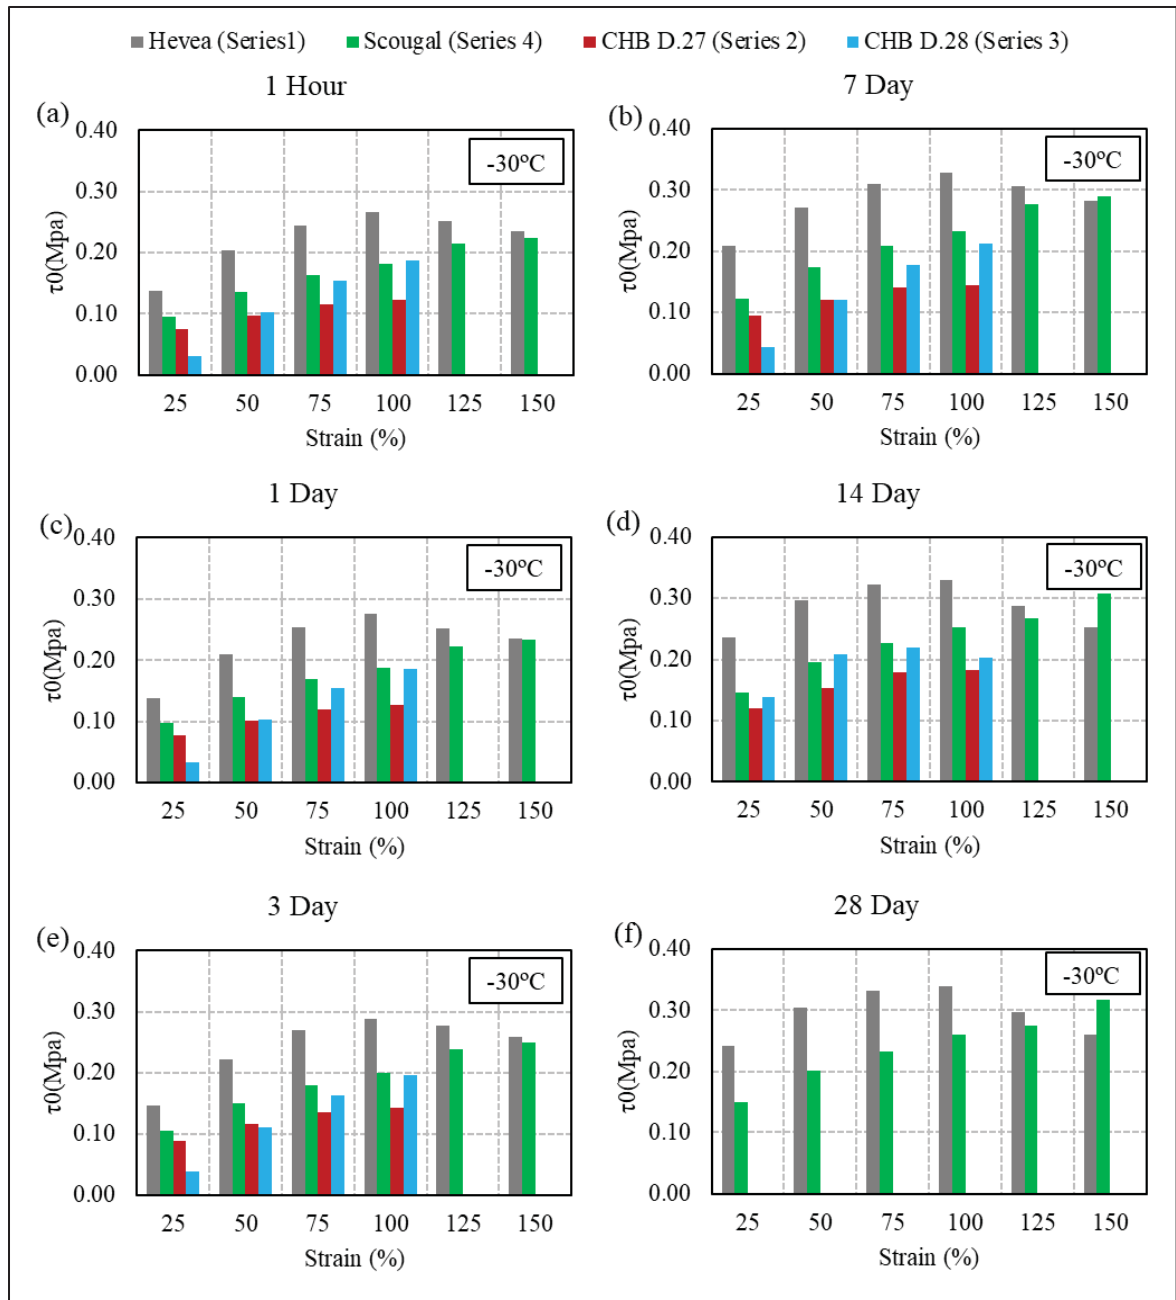 Hevea (Series1) Scougal (Series 4) CHB D.27 (Series 2) CHB D.28 (Series 3)
1 Hour
(a)
-30ºC
0.40
0.30
0.20
0.10
0.00
τ0(Mpa)
25 50 75 100 125 150
Strain (%)
7 Day
(b)
-30ºC
0.40
0.30
0.20
0.10
0.00
τ0(Mpa)
25 50 75 100 125 150
Strain (%)
1 Day
(c)
-30ºC
0.40
0.30
0.20
0.10
0.00
τ0(Mpa)
25 50 75 100 125 150
Strain (%)
14 Day
(d)
-30ºC
0.40
0.30
0.20
0.10
0.00
τ0(Mpa)
25 50 75 100 125 150
Strain (%)
3 Day
(e)
-30ºC
0.40
0.30
0.20
0.10
0.00
τ0(Mpa)
25 50 75 100 125 150
Strain (%)
28 Day
(f)
-30ºC
0.40
0.30
0.20
0.10
0.00
τ0(Mpa)
25 50 75 100 125 150
Strain (%)